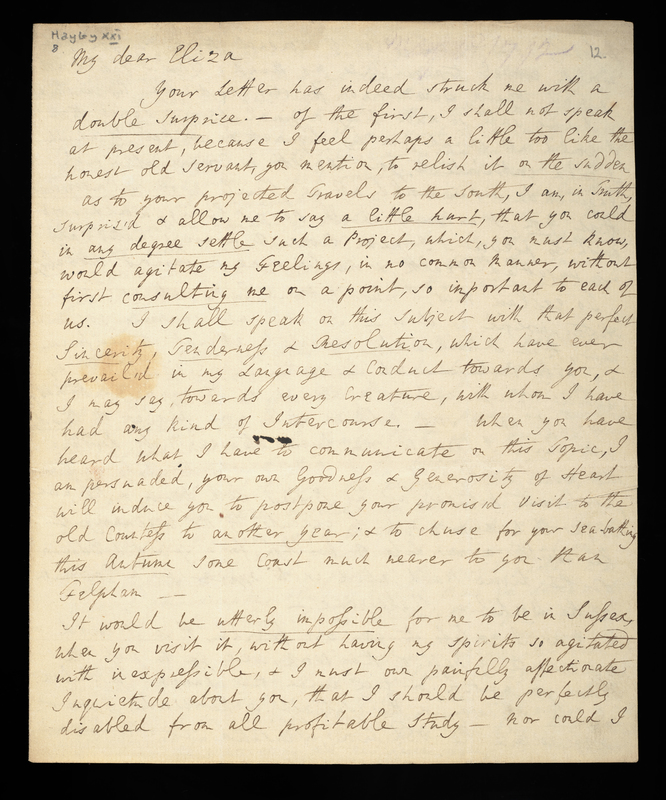 Hayley XXI
8
12.
My dear Eliza
Your Letter has indeed struck me with a
double surprise. — of the first, I shall not speak
at present, because I feel perhaps a little too like the
honest old servant, you mention, to relish it on the sudden
as to your projected Travels to the South, I am, in Truth,
surpris'd & allow me to say a little hurt, that you could
in any degree settle such a Project, which, you must know,
would agitate my Feelings, in no common Manner, without
first consulting me on a point, so important to each of
us. I shall speak on this subject with that perfect
Sincerity, Tenderness & Resolution, which have ever
prevail'd in my Language & Conduct towards you, &
I may say, towards every Creature, with whom I have
had any kind of Intercourse. — when you have
heard what I have to communicate on this Topic, I
am persuaded, your own Goodness & Generosity of Heart
will induce you to postpone your promis'd visit to the
old Countess to another year; & to chuse for your sea-bathing
this Autumn some Coast much nearer to you than
Felpham —
It would be utterly impossible for me to be in Sussex,
when you visit it, without having my spirits so agitated
with inexpressible, & I must own painfully affectionate
Inquietude about you, that I should be perfectly
disabled from all profitable study — nor could I